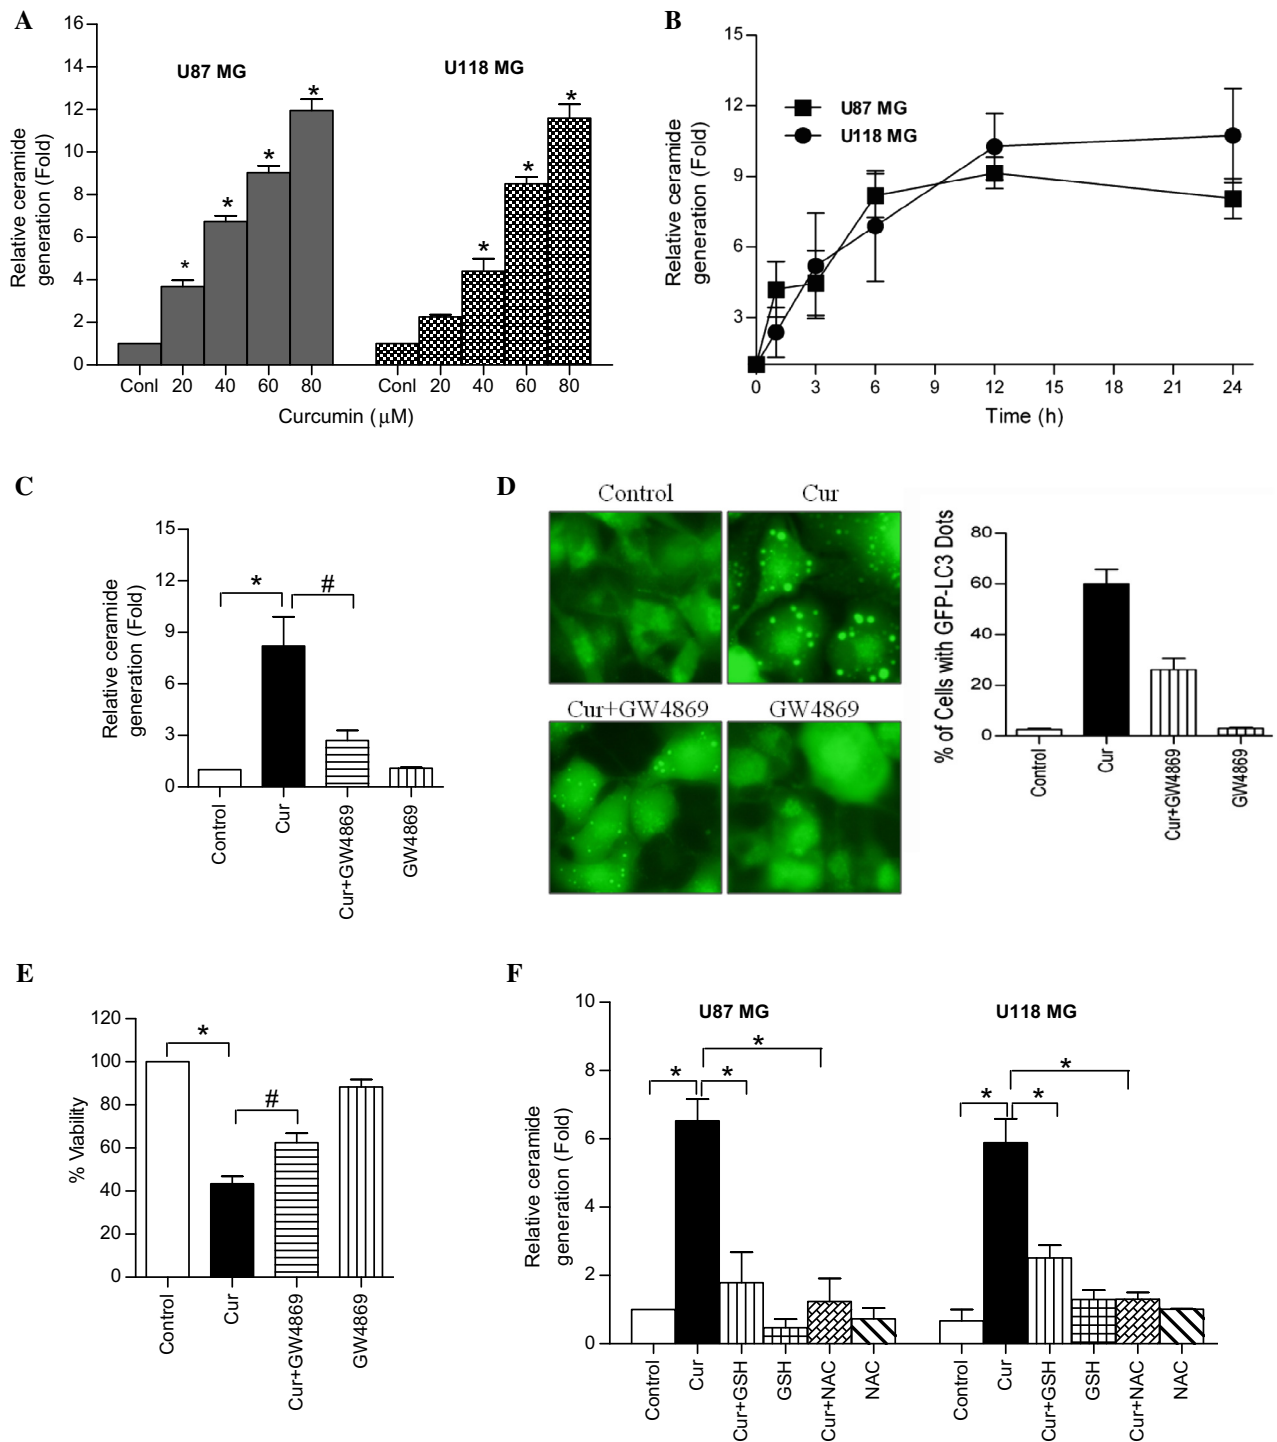 A
16
14
12
10
8
6
4
2
0
Relative ceramide
generation (Fold)
U87 MG
U118 MG
*
*
*
*
*
*
*
*
Conl 20 40 60 80 Conl 20 40 60 80
Curcumin (μM)
B
15
12
9
6
3
Relative ceramide
generation (Fold)
U87 MG
U118 MG
0 3 6 9 12 15 18 21 24
Time (h)
C
15
12
9
6
3
0
Relative ceramide
generation (Fold)
* #
Control
Cur
Cur+GW4869
GW4869
D
Control Cur
Cur+GW4869 GW4869
% of Cells with GFP-LC3 Dots
80
60
40
20
0
Control
Cur
Cur+GW4869
GW4869
E
120
100
80
60
40
20
0
% Viability
*
#
Control
Cur
Cur+GW4869
GW4869
F
10
8
6
4
2
0
Relative ceramide
generation (Fold)
U87 MG
U118 MG
*
* *
*
* *
Control
Cur
Cur+GSH
GSH
Cur+NAC
NAC
Control
Cur
Cur+GSH
GSH
Cur+NAC
NAC